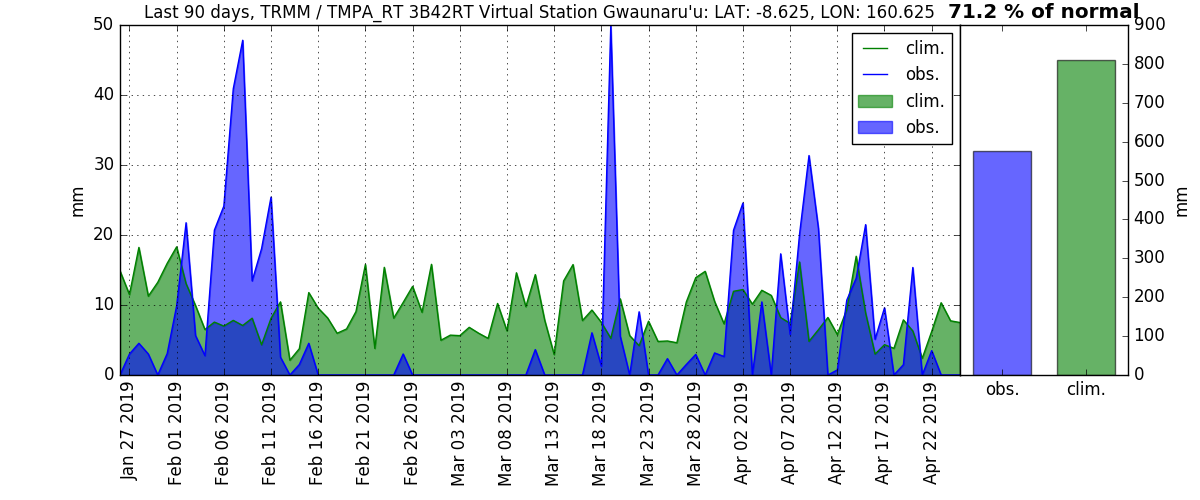 Last 90 days, TRMM / TMPA_RT 3B42RT Virtual Station Gwaunaru'u: LAT: -8.625, LON: 160.625 71.2 % of normal
50
40
30
20
10
0
mm
clim.
obs.
clim.
obs.
Jan 27 2019
Feb 01 2019
Feb 06 2019
Feb 11 2019
Feb 16 2019
Feb 21 2019
Feb 26 2019
Mar 03 2019
Mar 08 2019
Mar 13 2019
Mar 18 2019
Mar 23 2019
Mar 28 2019
Apr 02 2019
Apr 07 2019
Apr 12 2019
Apr 17 2019
Apr 22 2019
900
800
700
600
500
400
300
200
100
0
mm
obs.
clim.